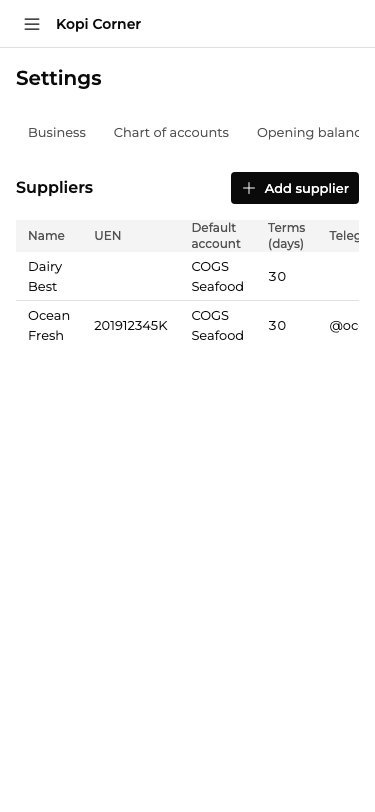 Kopi Corner
Settings
Business Chart of accounts Opening balanc
Suppliers
Add supplier
Name UEN Default account Terms (days) Teleg
Dairy Best COGS Seafood 30
Ocean Fresh 201912345K COGS Seafood 30 @oc